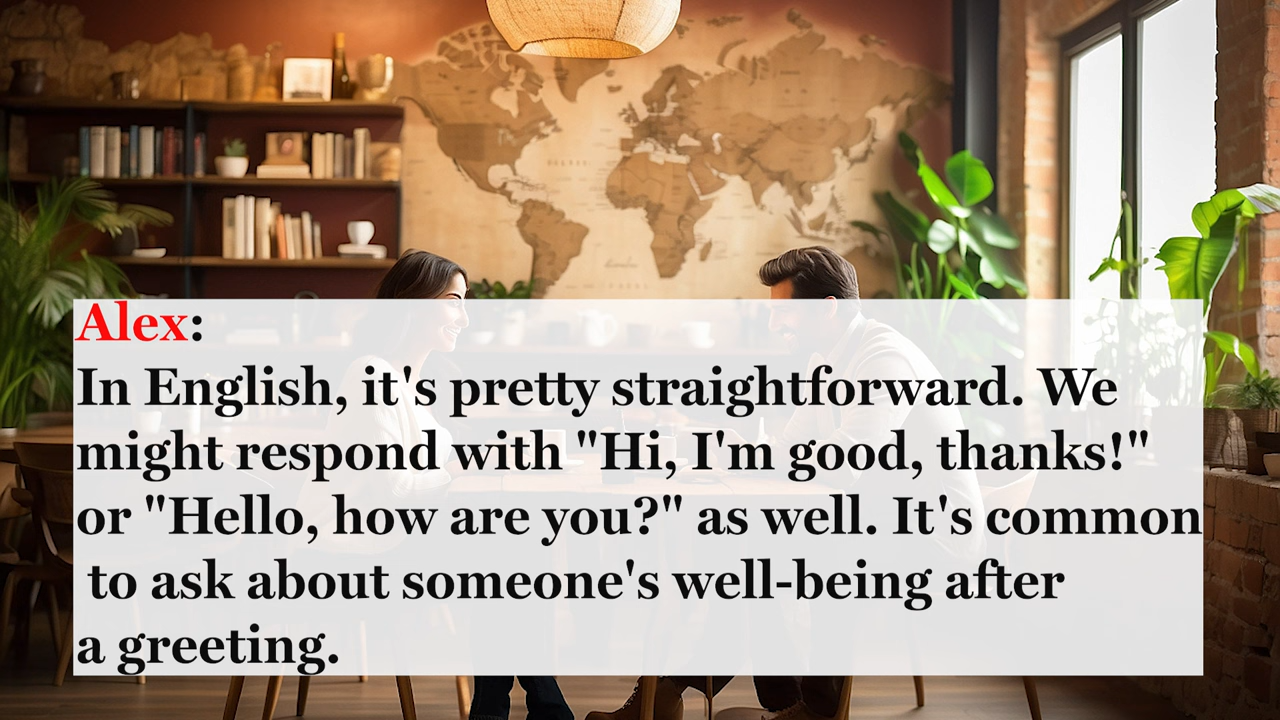 Alex:
In English, it's pretty straightforward. We
might respond with "Hi, I'm good, thanks!"
or "Hello, how are you?" as well. It's common
to ask about someone's well-being after
a greeting.